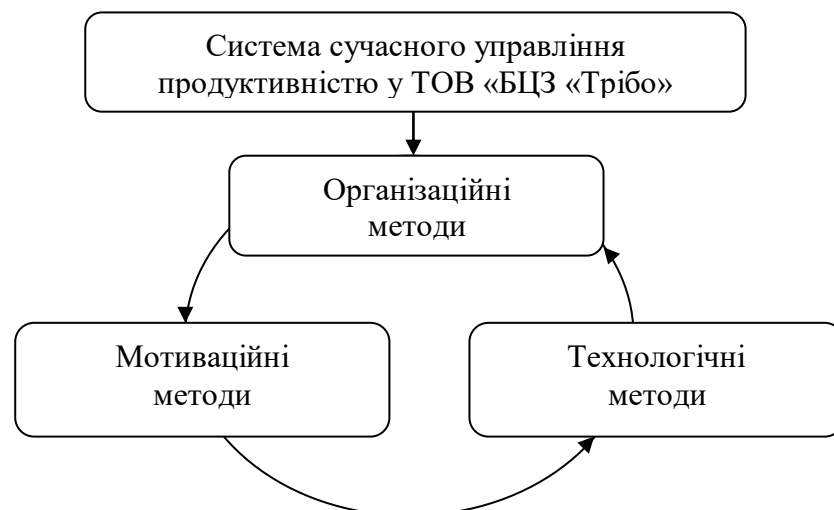 Система сучасного управління
продуктивністю у ТОВ «БЦЗ «Трібо»
Організаційні
методи
Мотиваційні
методи
Технологічні
методи